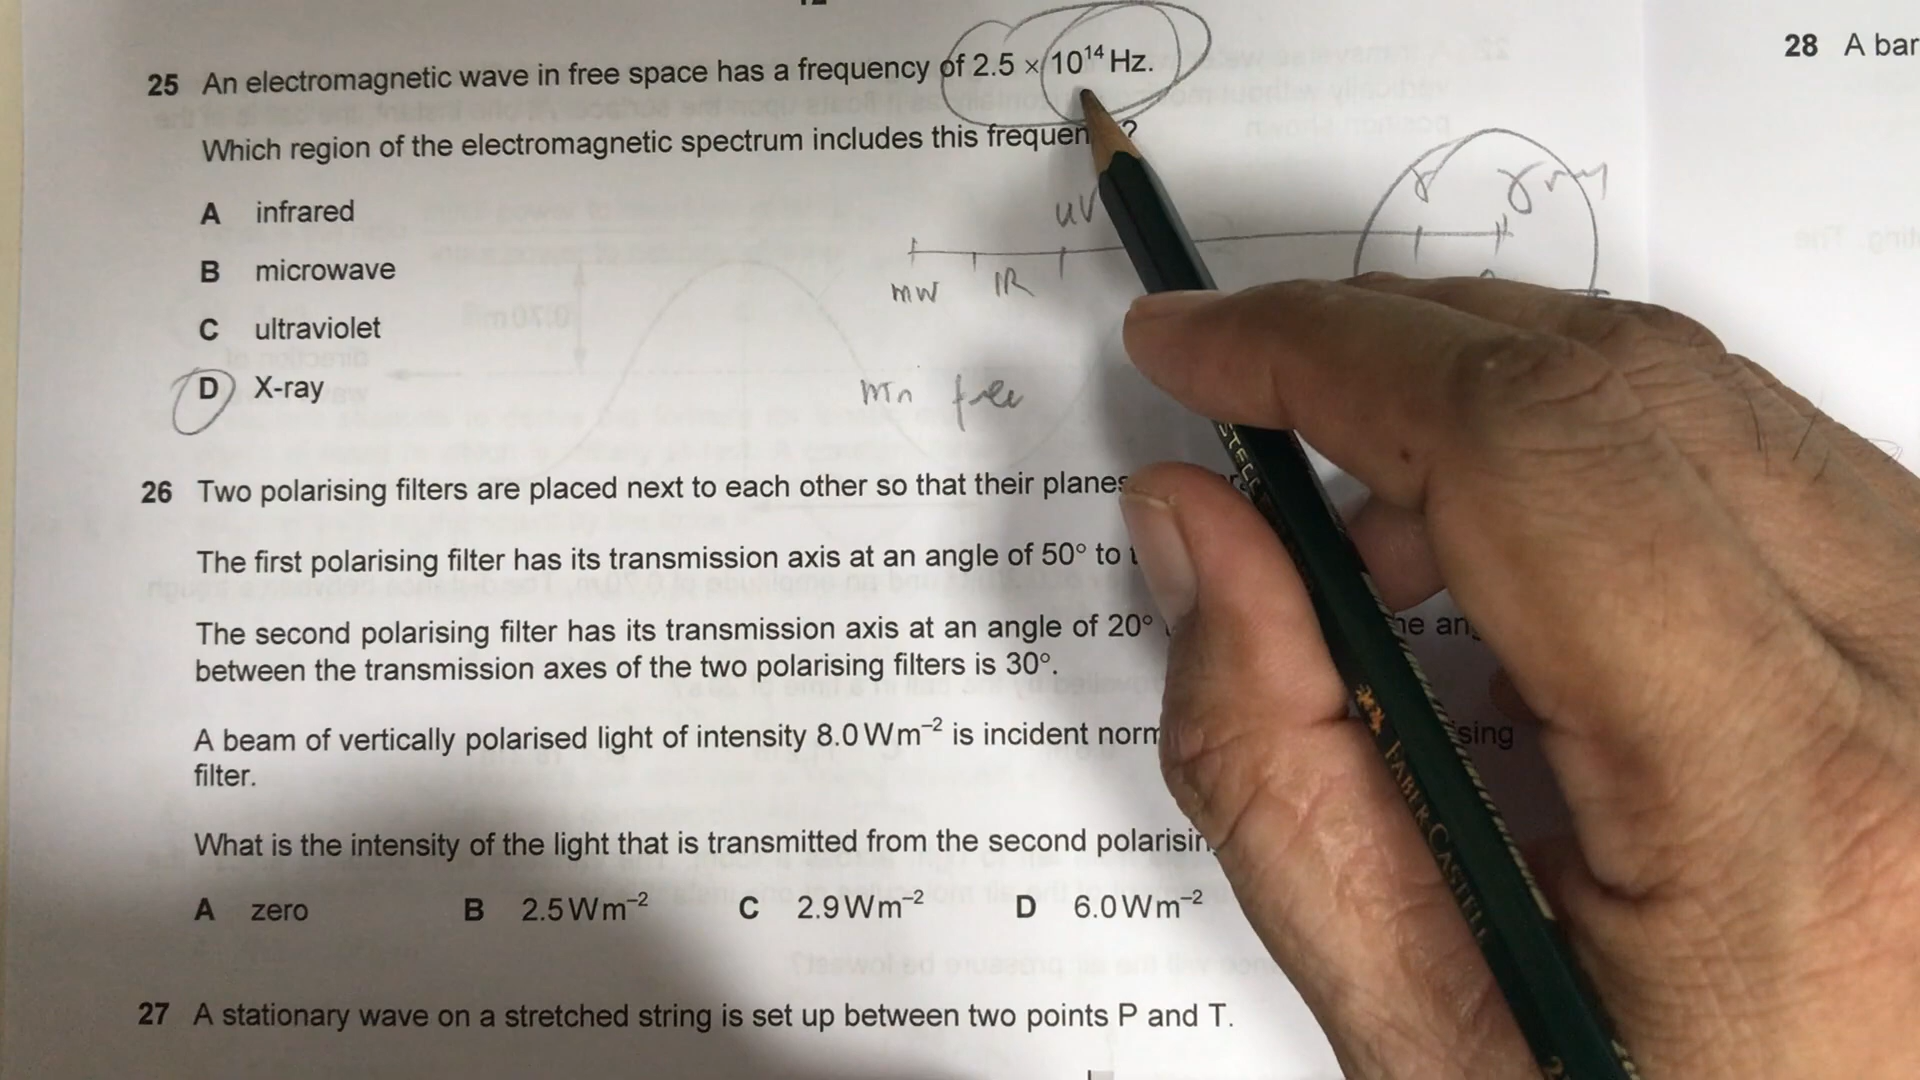 25 An electromagnetic wave in free space has a frequency of 2.5 × 10¹⁴ Hz.
28 A bar
Which region of the electromagnetic spectrum includes this frequen ?
A infrared
B microwave
C ultraviolet
D X-ray
UV
γ ray
MW IR
min free
26 Two polarising filters are placed next to each other so that their planes
The first polarising filter has its transmission axis at an angle of 50° to
The second polarising filter has its transmission axis at an angle of 20°
between the transmission axes of the two polarising filters is 30°.
A beam of vertically polarised light of intensity 8.0 W m⁻² is incident norm sing
filter.
What is the intensity of the light that is transmitted from the second polarisin
A zero B 2.5 W m⁻² C 2.9 W m⁻² D 6.0 W m⁻²
27 A stationary wave on a stretched string is set up between two points P and T.
FABER CASTELL